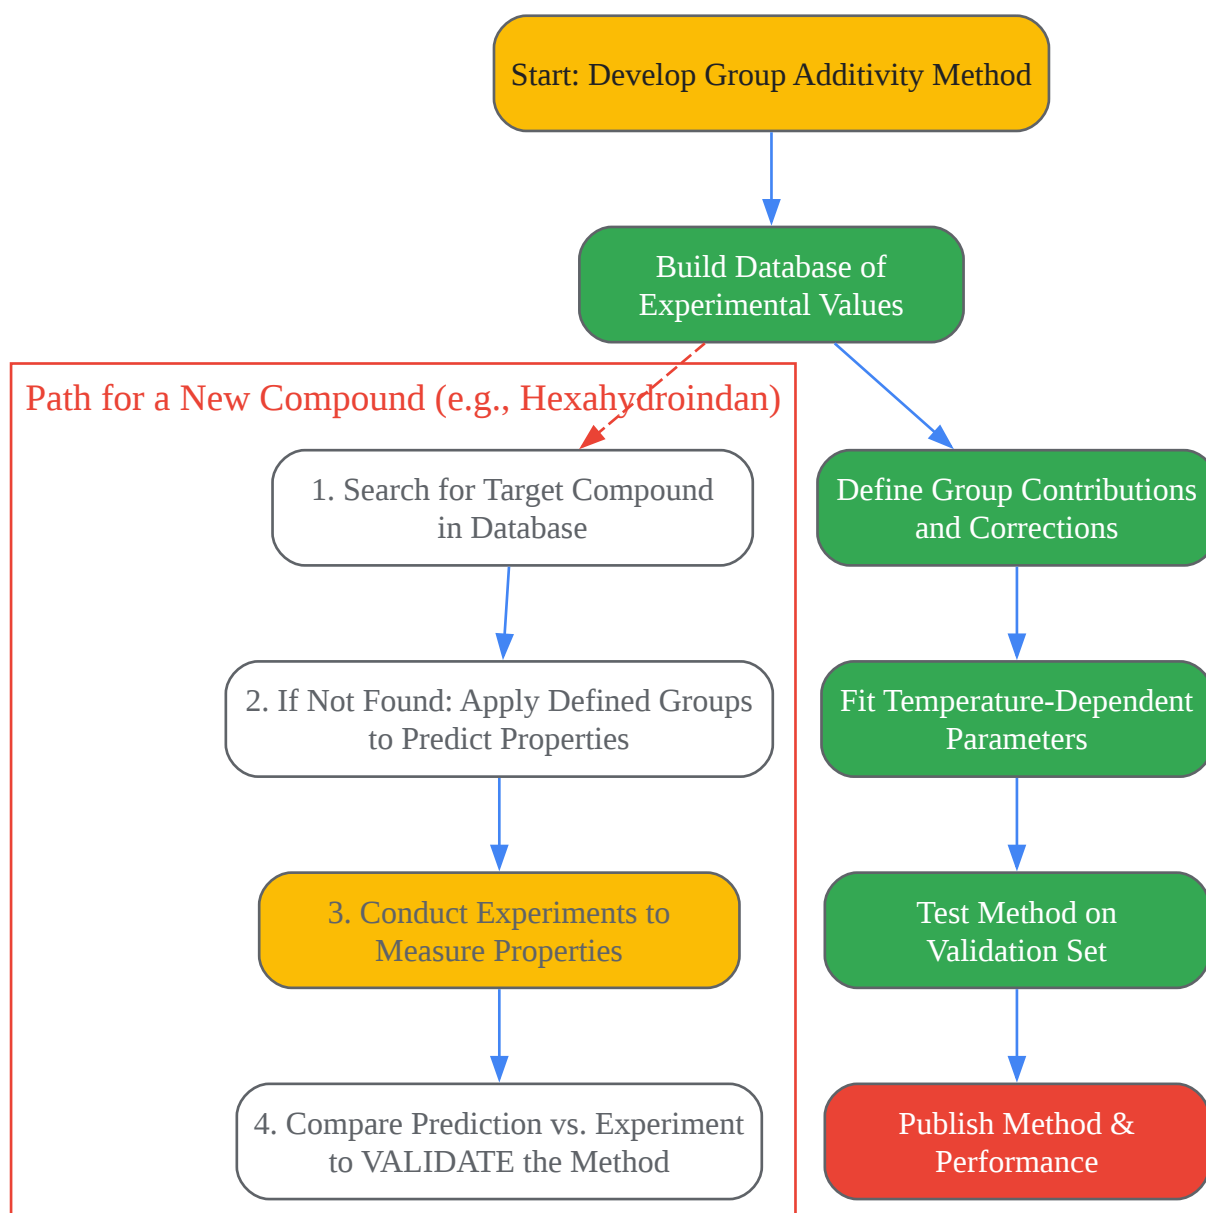 Start: Develop Group Additivity Method
Build Database of
Experimental Values
Path for a New Compound (e.g., Hexahydroindan)
1. Search for Target Compound
in Database
2. If Not Found: Apply Defined Groups
to Predict Properties
3. Conduct Experiments to
Measure Properties
4. Compare Prediction vs. Experiment
to VALIDATE the Method
Define Group Contributions
and Corrections
Fit Temperature-Dependent
Parameters
Test Method on
Validation Set
Publish Method &
Performance